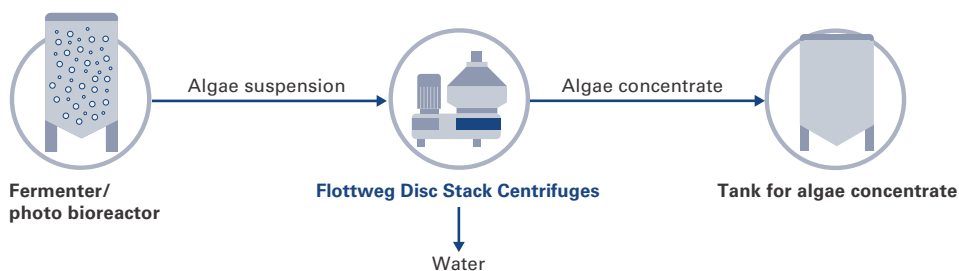 Algae suspension
Algae concentrate
Fermenter/
photo bioreactor
Flottweg Disc Stack Centrifuges
Tank for algae concentrate
Water